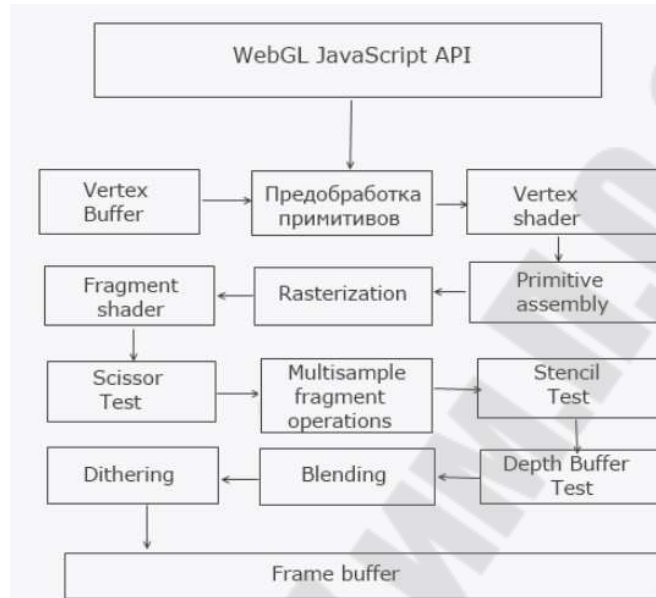 WebGL JavaScript API
Vertex
Buffer
Предобработка
примитивов
Vertex
shader
Fragment
shader
Rasterization
Primitive
assembly
Scissor
Test
Multisample
fragment
operations
Stencil
Test
Dithering
Blending
Depth Buffer
Test
Frame buffer